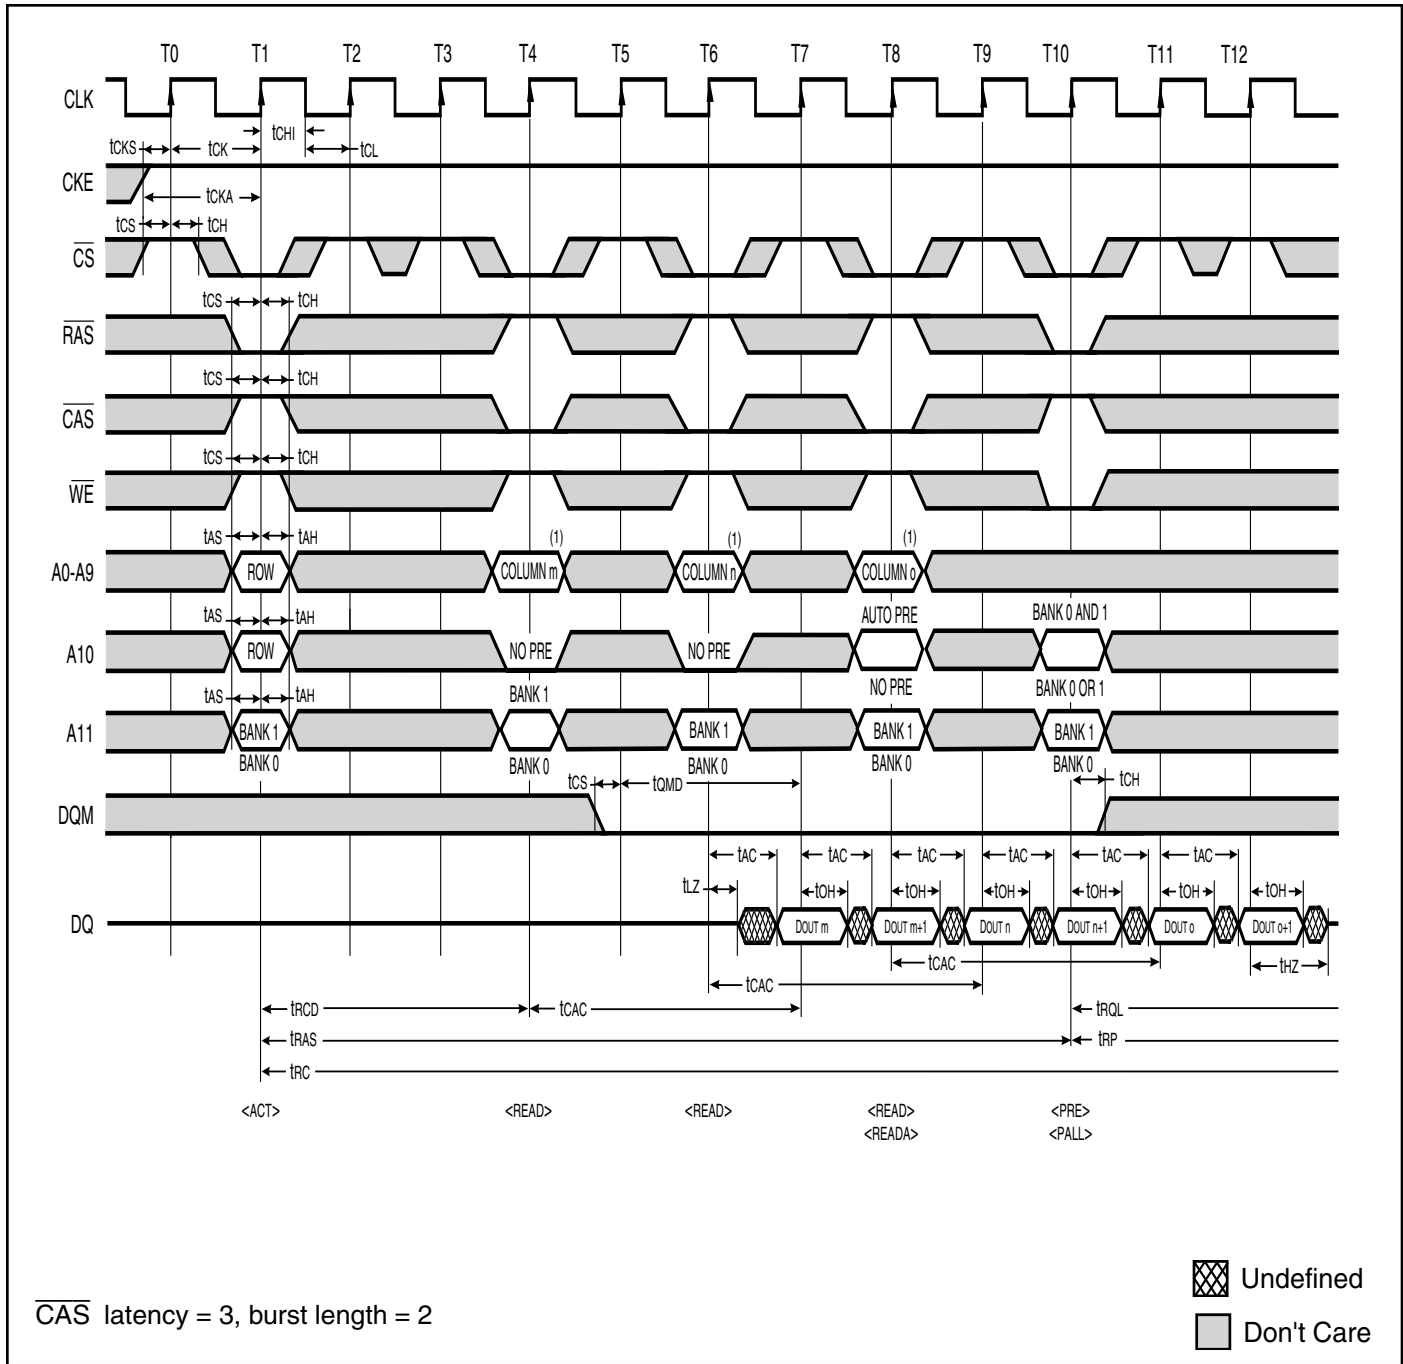 T0 T1 T2 T3 T4 T5 T6 T7 T8 T9 T10 T11 T12
CLK
tCHI
tCKS tCK tCL
CKE
tCKA
tCS tCH
CS
tCS tCH
RAS
tCS tCH
CAS
tCS tCH
WE
tAS tAH (1) (1) (1)
A0-A9 ROW COLUMN m COLUMN n COLUMN o
tAS tAH AUTO PRE BANK 0 AND 1
A10 ROW NO PRE NO PRE
tAS tAH BANK 1 NO PRE BANK 0 OR 1
A11 BANK 1 BANK 1 BANK 1 BANK 1
BANK 0 BANK 0 BANK 0 BANK 0 BANK 0
tCS tQMD tCH
DQM
tAC tAC tAC tAC tAC tAC
tLZ tOH tOH tOH tOH tOH tOH
DQ DOUT m DOUT m+1 DOUT n DOUT n+1 DOUT o DOUT o+1
tCAC tHZ
tCAC
tRCD tCAC tRQL
tRAS tRP
tRC
<ACT> <READ> <READ> <READ> <PRE>
<READA> <PALL>
Undefined
CAS latency = 3, burst length = 2
Don't Care